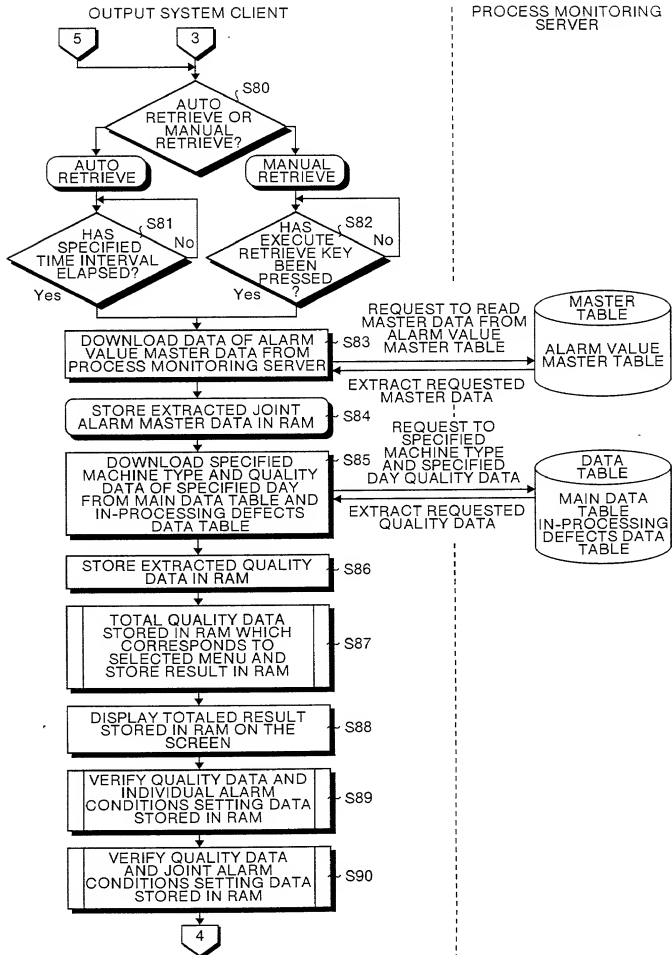 OUTPUT SYSTEM CLIENT
PROCESS MONITORING
SERVER
5
3
S80
AUTO
RETRIEVE OR
MANUAL
RETRIEVE?
AUTO
RETRIEVE
MANUAL
RETRIEVE
S81
HAS
SPECIFIED
TIME INTERVAL
ELAPSED?
No
Yes
S82
HAS
EXECUTE
RETRIEVE KEY
BEEN
PRESSED
?
No
Yes
DOWNLOAD DATA OF ALARM
VALUE MASTER DATA FROM
PROCESS MONITORING SERVER
S83
REQUEST TO READ
MASTER DATA FROM
ALARM VALUE
MASTER TABLE
EXTRACT REQUESTED
MASTER DATA
MASTER
TABLE
ALARM VALUE
MASTER TABLE
STORE EXTRACTED JOINT
ALARM MASTER DATA IN RAM
S84
DOWNLOAD SPECIFIED
MACHINE TYPE AND QUALITY
DATA OF SPECIFIED DAY
FROM MAIN DATA TABLE AND
IN-PROCESSING DEFECTS
DATA TABLE
S85
REQUEST TO
SPECIFIED
MACHINE TYPE
AND SPECIFIED
DAY QUALITY DATA
EXTRACT REQUESTED
QUALITY DATA
DATA
TABLE
MAIN DATA
TABLE
IN-PROCESSING
DEFECTS DATA
TABLE
STORE EXTRACTED QUALITY
DATA IN RAM
S86
TOTAL QUALITY DATA
STORED IN RAM WHICH
CORRESPONDS TO
SELECTED MENU AND
STORE RESULT IN RAM
S87
DISPLAY TOTALED RESULT
STORED IN RAM ON THE
SCREEN
S88
VERIFY QUALITY DATA AND
INDIVIDUAL ALARM
CONDITIONS SETTING DATA
STORED IN RAM
S89
VERIFY QUALITY DATA
AND JOINT ALARM
CONDITIONS SETTING DATA
STORED IN RAM
S90
4